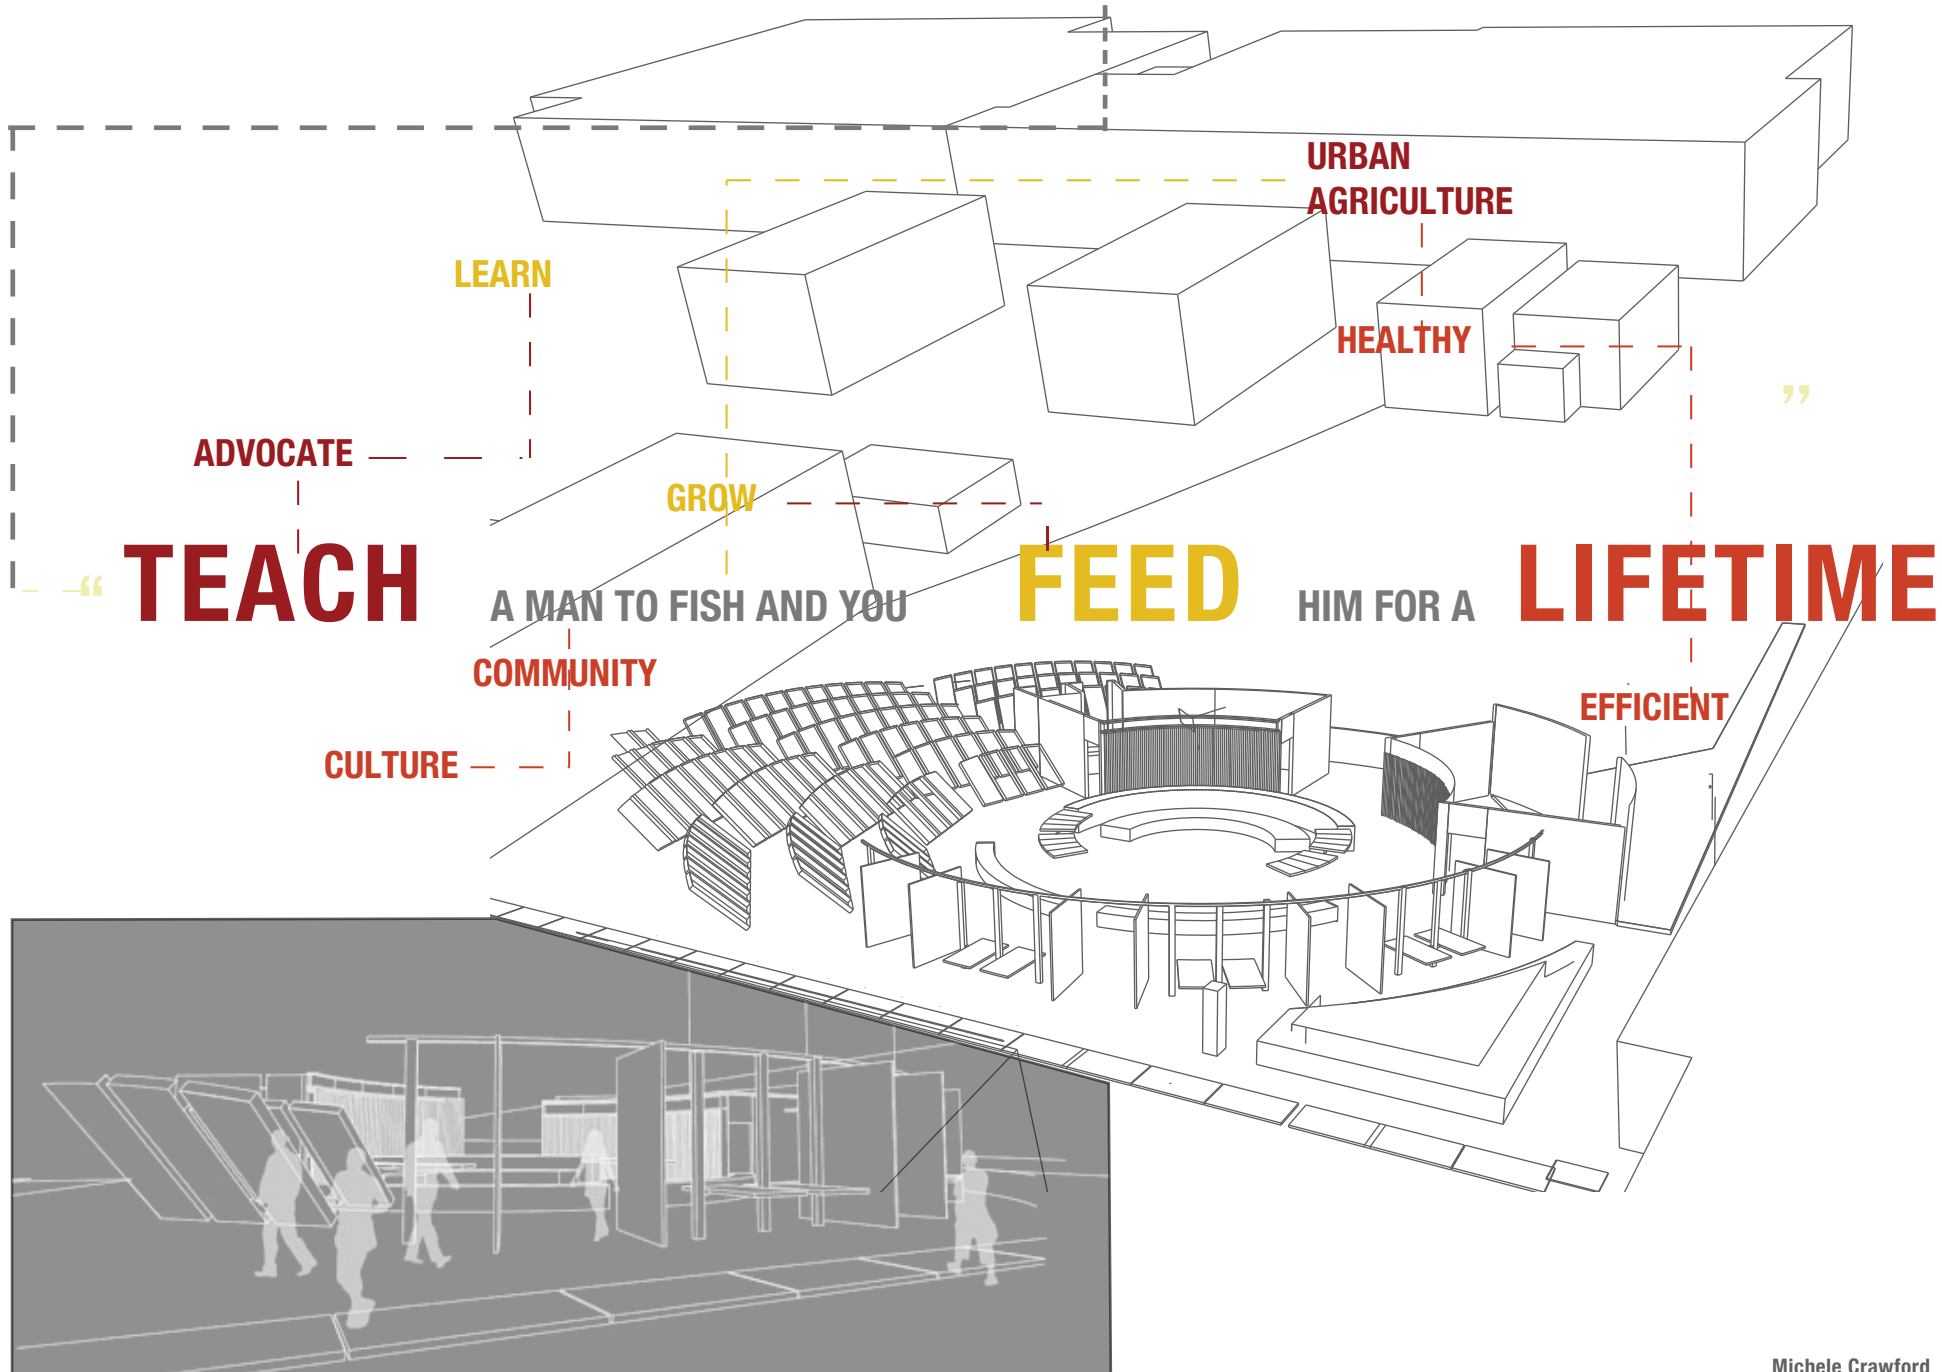 URBAN
AGRICULTURE
LEARN
HEALTHY
ADVOCATE
GROW
“ TEACH A MAN TO FISH AND YOU FEED HIM FOR A LIFETIME ”
COMMUNITY
EFFICIENT
CULTURE
Michele Crawford